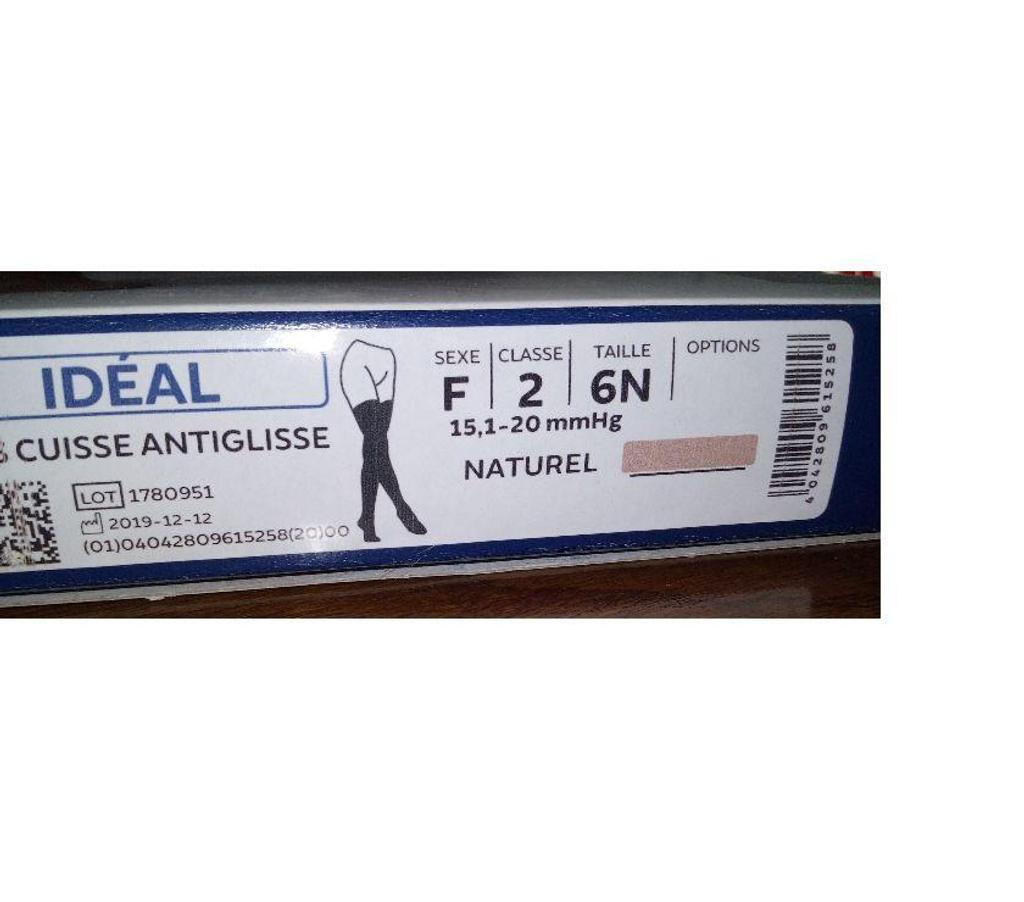 IDÉAL
CUISSE ANTIGLISSE
LOT 1780951
2019-12-12
(01)04042809615258(20)00
SEXE CLASSE TAILLE OPTIONS
F 2 6N
15,1-20 mmHg
NATUREL
4042809615258